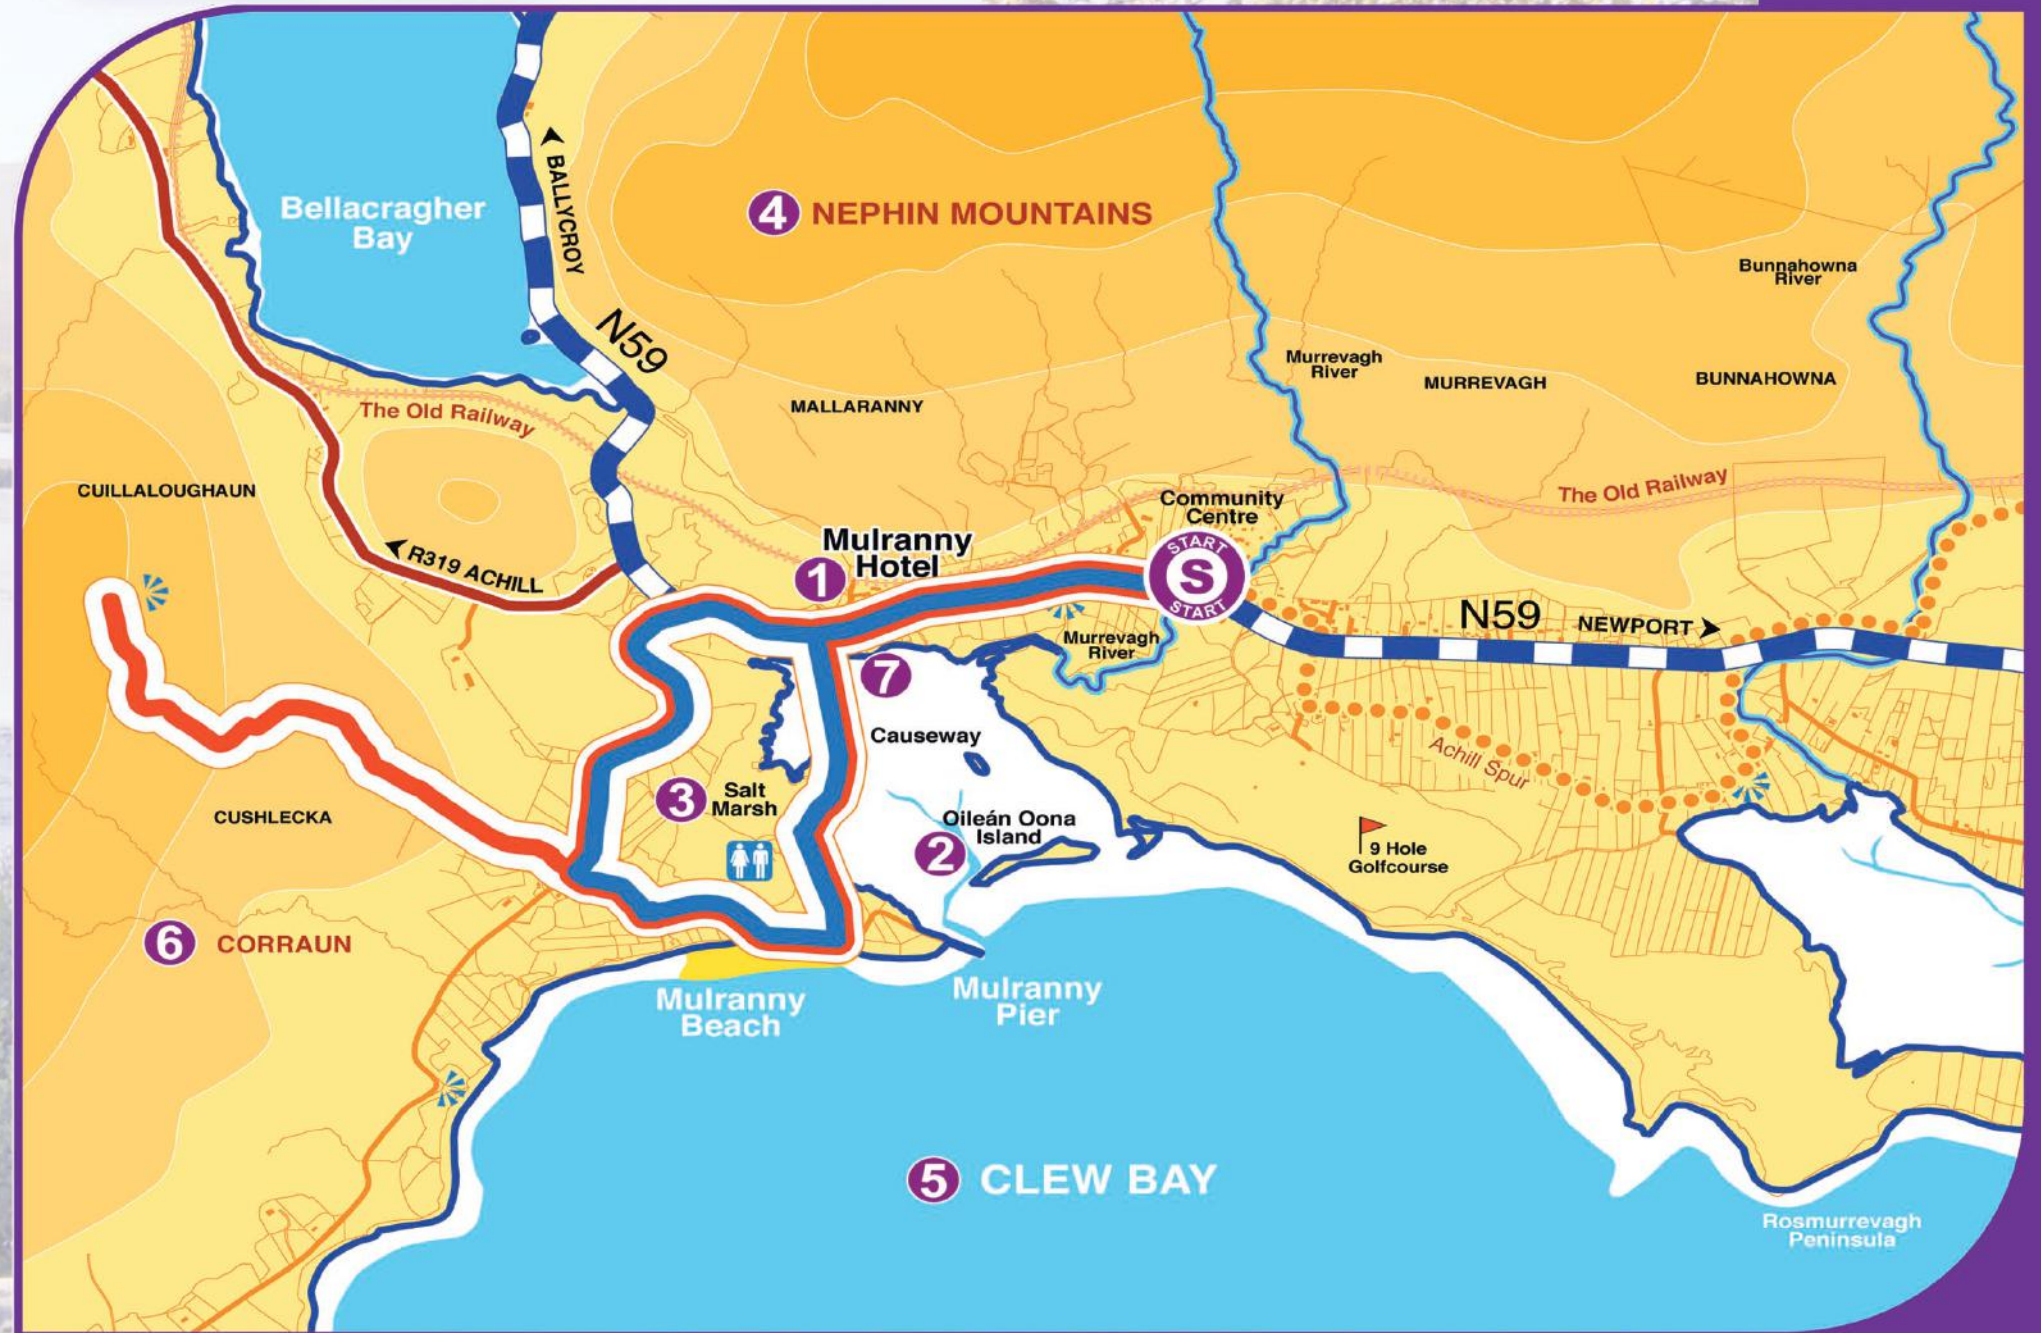 Bellacragher
Bay
BALLYCROY
4 NEPHIN MOUNTAINS
Bunnahowna
River
N59
Murrevagh
River
MURREVAGH
BUNNAHOWNA
MALLARANNY
The Old Railway
CUILLALOUGHAUN
The Old Railway
Community
Centre
Mulranny
Hotel
1
START
S
START
R319 ACHILL
N59 NEWPORT
Murrevagh
River
7
Causeway
Achill Spur
3 Salt
Marsh
CUSHLECKA
Oileán Oona
Island
2
9 Hole
Golfcourse
6 CORRAUN
Mulranny
Beach
Mulranny
Pier
5 CLEW BAY
Rosmurrevagh
Peninsula